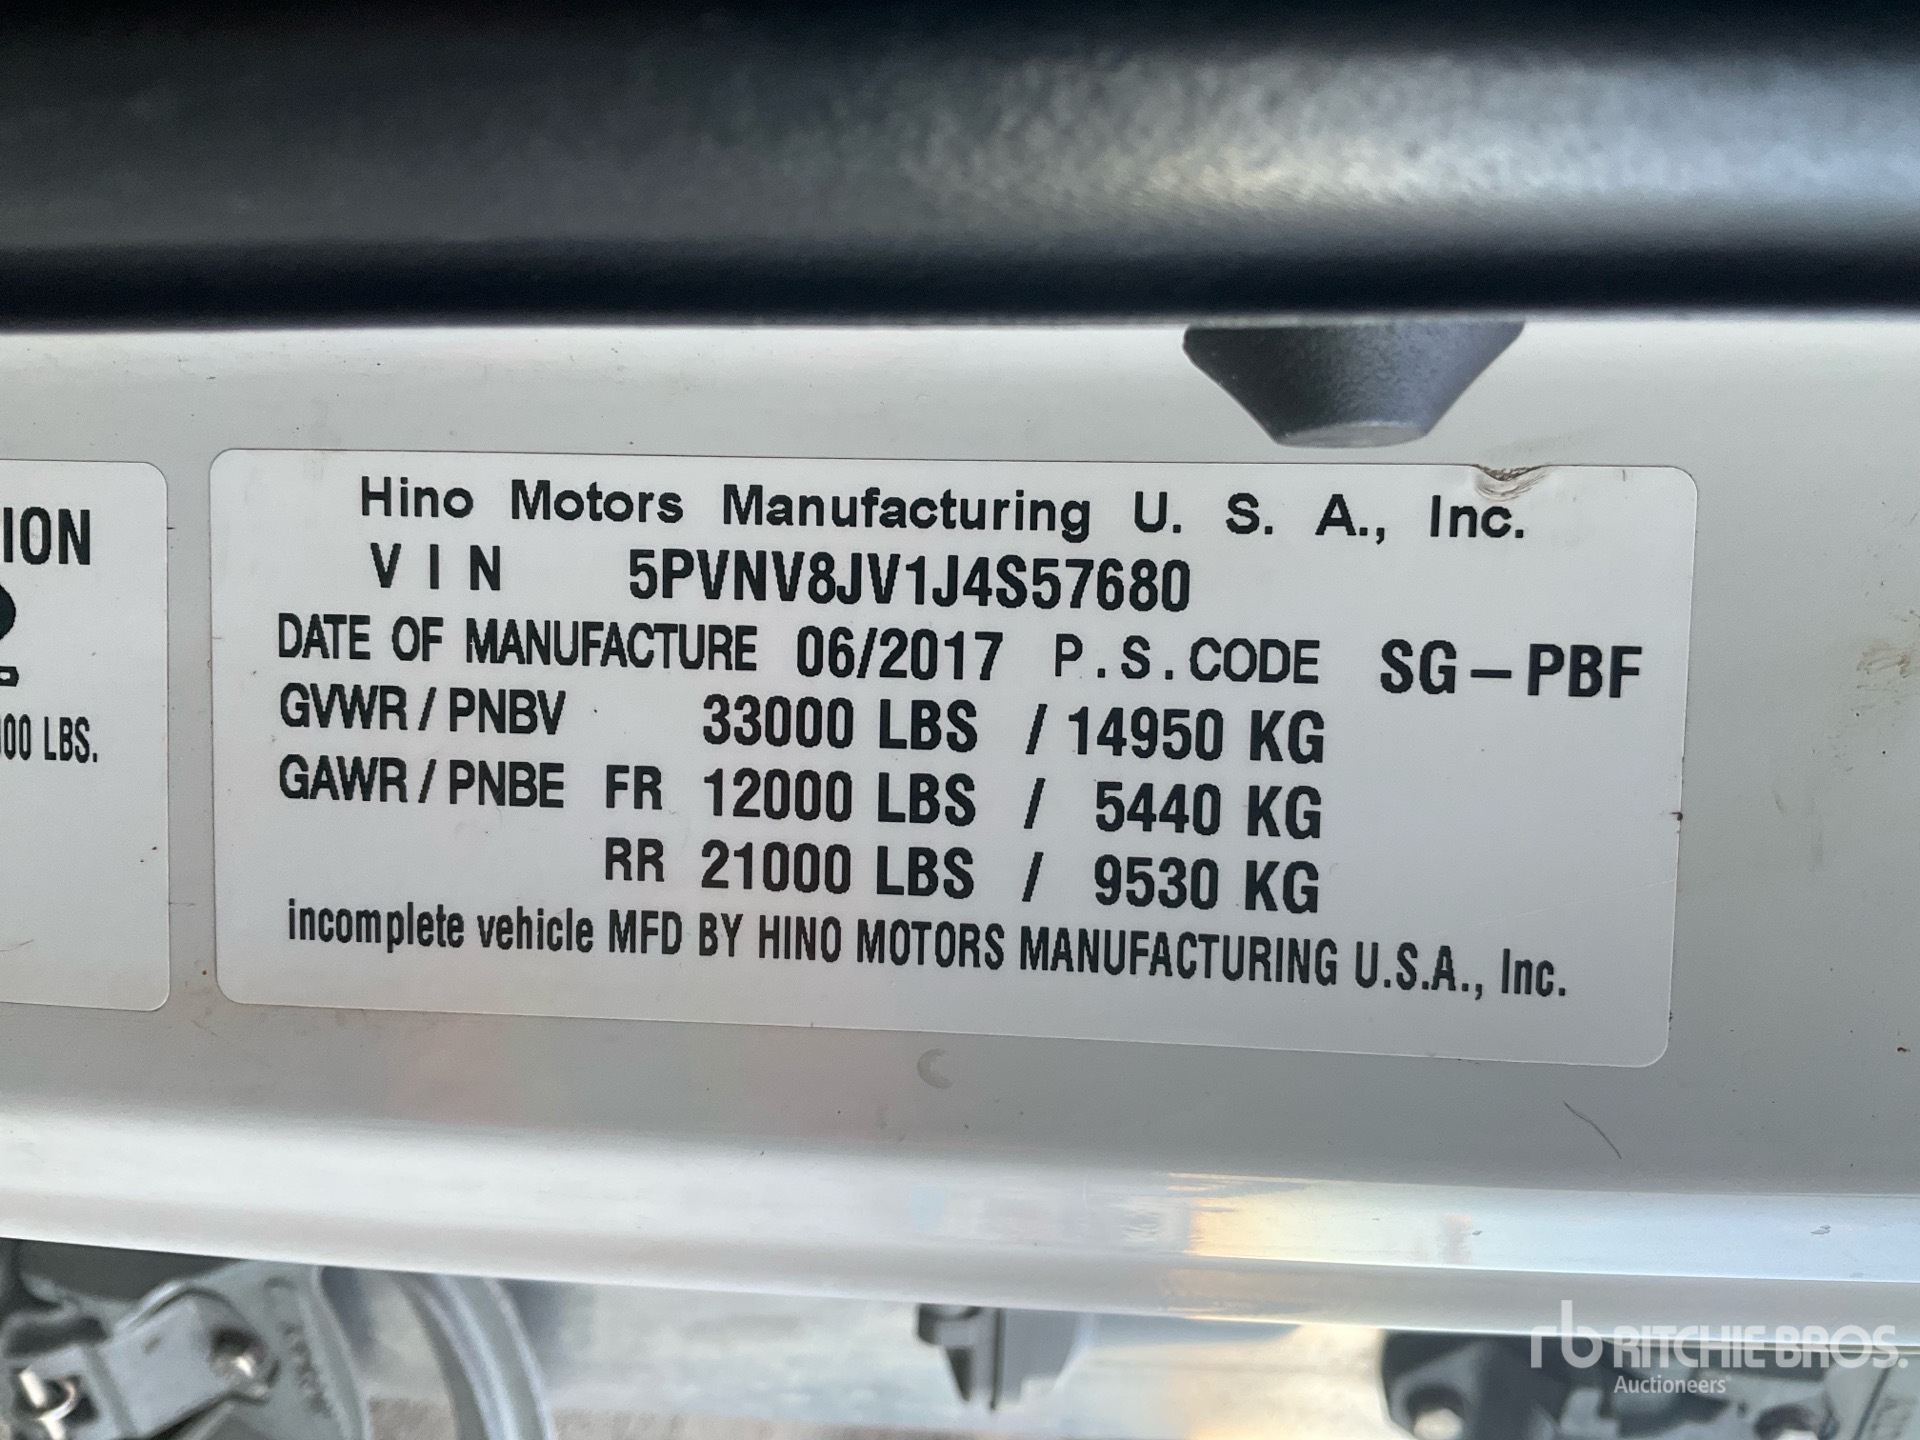 ION
00 LBS.
Hino Motors Manufacturing U. S. A., Inc.
VIN 5PVNV8JV1J4S57680
DATE OF MANUFACTURE 06/2017 P.S.CODE SG-PBF
GVWR / PNBV 33000 LBS / 14950 KG
GAWR / PNBE FR 12000 LBS / 5440 KG
RR 21000 LBS / 9530 KG
incomplete vehicle MFD BY HINO MOTORS MANUFACTURING U.S.A., Inc.
rb RITCHIE BROS.
Auctioneers